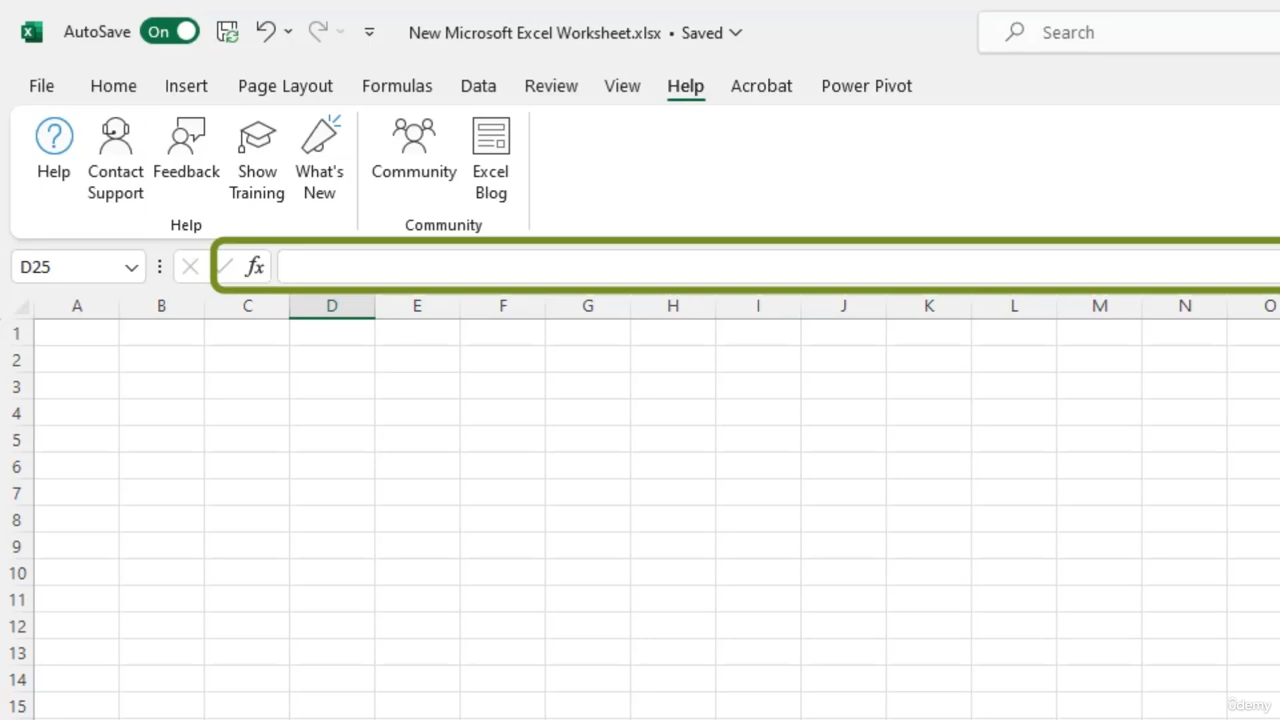 AutoSave On New Microsoft Excel Worksheet.xlsx • Saved Search
File Home Insert Page Layout Formulas Data Review View Help Acrobat Power Pivot
Help Contact Support Feedback Show Training What's New Community Excel Blog
Help Community
D25 fx
A B C D E F G H I J K L M N O
1
2
3
4
5
6
7
8
9
10
11
12
13
14
15
ûdemy